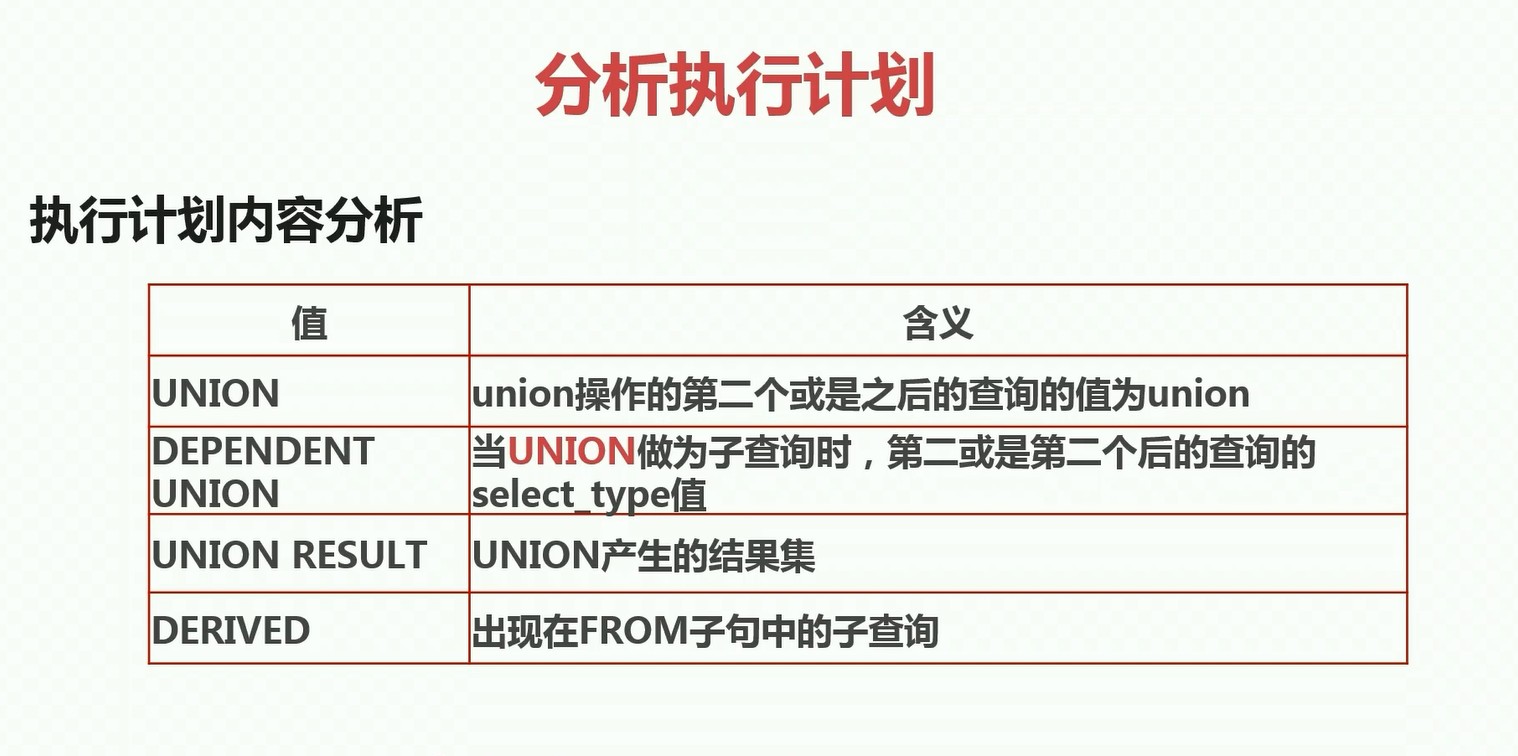 分析执行计划
执行计划内容分析
值
含义
UNION
union操作的第二个或是之后的查询的值为union
DEPENDENT
UNION
当UNION做为子查询时，第二或是第二个后的查询的
select_type值
UNION RESULT
UNION产生的结果集
DERIVED
出现在FROM子句中的子查询